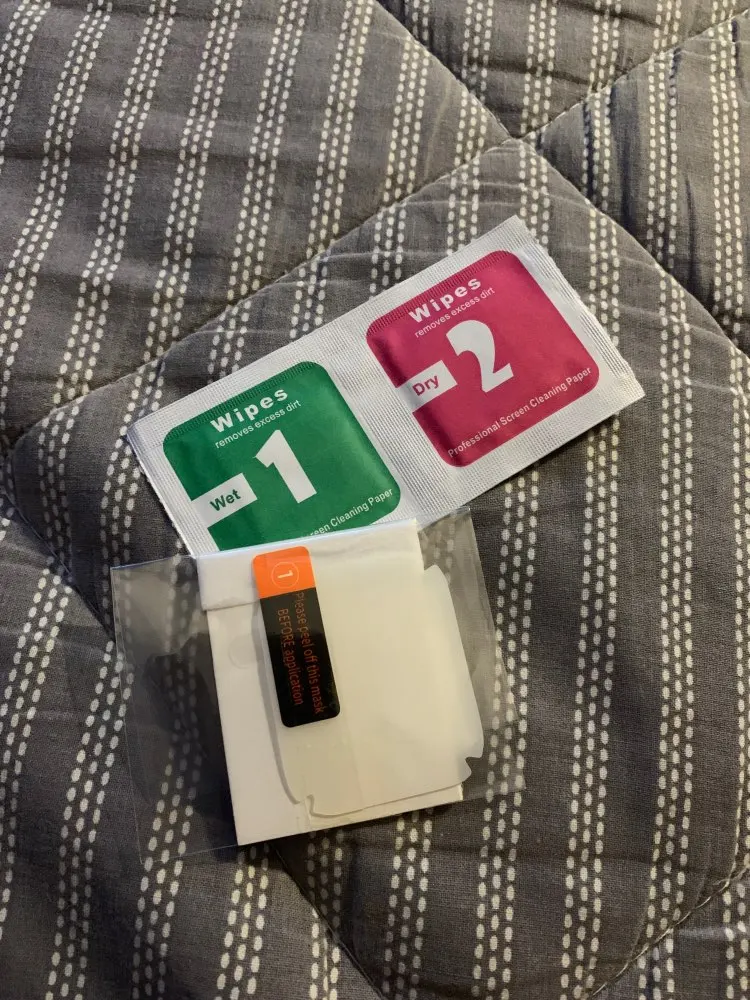 Wipes
removes excess dirt
1
Wet
Screen Cleaning Paper
Wipes
removes excess dirt
2
Dry
Professional Screen Cleaning Paper
1
Please peel off this mask
BEFORE application